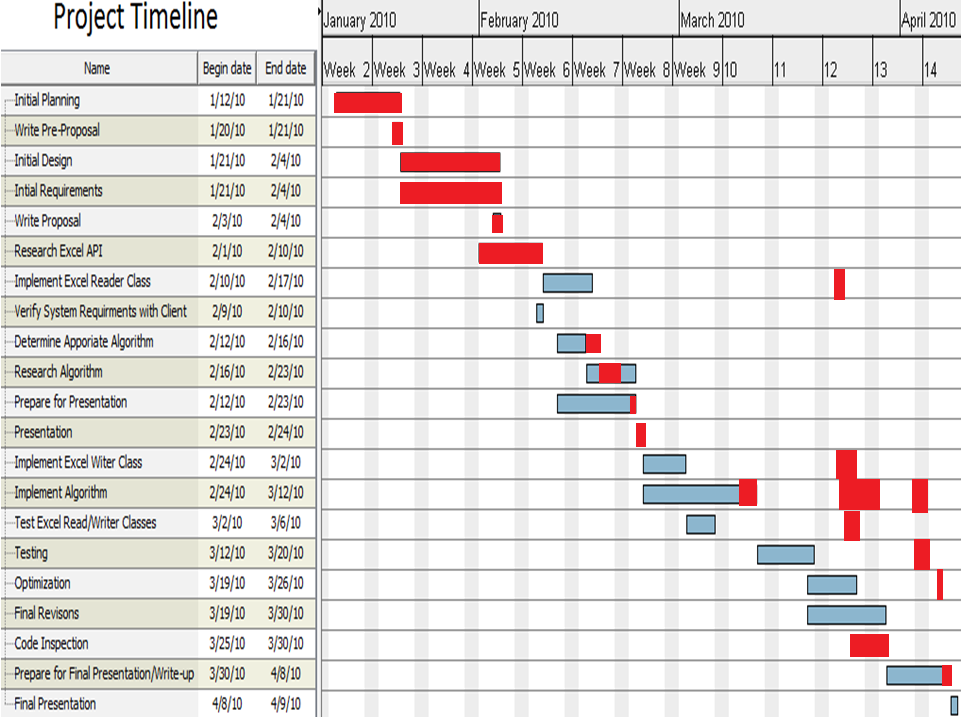 Project Timeline
January 2010 February 2010 March 2010 April 2010
Name Begin date End date Week 2 Week 3 Week 4 Week 5 Week 6 Week 7 Week 8 Week 9 10 11 12 13 14
Initial Planning 1/12/10 1/21/10
Write Pre-Proposal 1/20/10 1/21/10
Initial Design 1/21/10 2/4/10
Intial Requirements 1/21/10 2/4/10
Write Proposal 2/3/10 2/4/10
Research Excel API 2/1/10 2/10/10
Implement Excel Reader Class 2/10/10 2/17/10
Verify System Requirments with Client 2/9/10 2/10/10
Determine Apporiate Algorithm 2/12/10 2/16/10
Research Algorithm 2/16/10 2/23/10
Prepare for Presentation 2/12/10 2/23/10
Presentation 2/23/10 2/24/10
Implement Excel Witer Class 2/24/10 3/2/10
Implement Algorithm 2/24/10 3/12/10
Test Excel Read/Writer Classes 3/2/10 3/6/10
Testing 3/12/10 3/20/10
Optimization 3/19/10 3/26/10
Final Revisons 3/19/10 3/30/10
Code Inspection 3/25/10 3/30/10
Prepare for Final Presentation/Write-up 3/30/10 4/8/10
Final Presentation 4/8/10 4/9/10